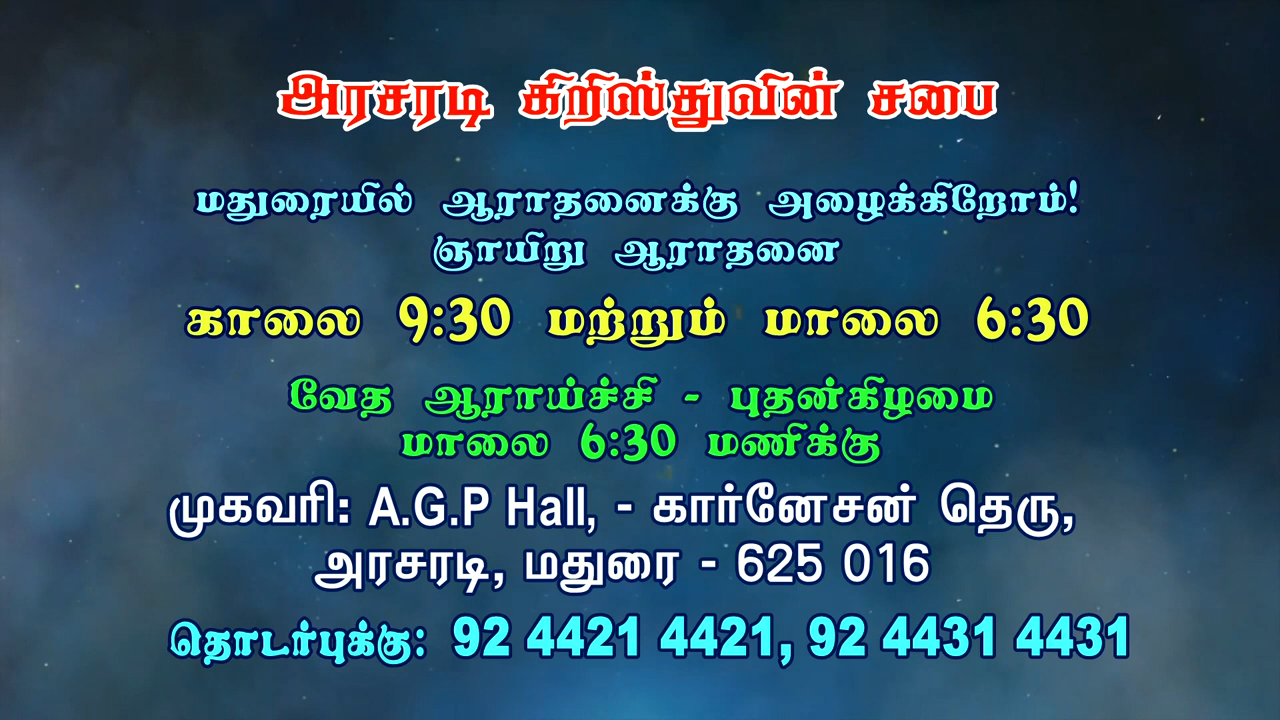 அரசரடி கிறிஸ்துவின் சபை
மதுரையில் ஆராதனைக்கு அழைக்கிறோம்!
ஞாயிறு ஆராதனை
காலை 9:30 மற்றும் மாலை 6:30
வேத ஆராய்ச்சி - புதன்கிழமை
மாலை 6:30 மணிக்கு
முகவரி: A.G.P Hall, - கார்னேசன் தெரு,
அரசரடி, மதுரை - 625 016
தொடர்புக்கு: 92 4421 4421, 92 4431 4431